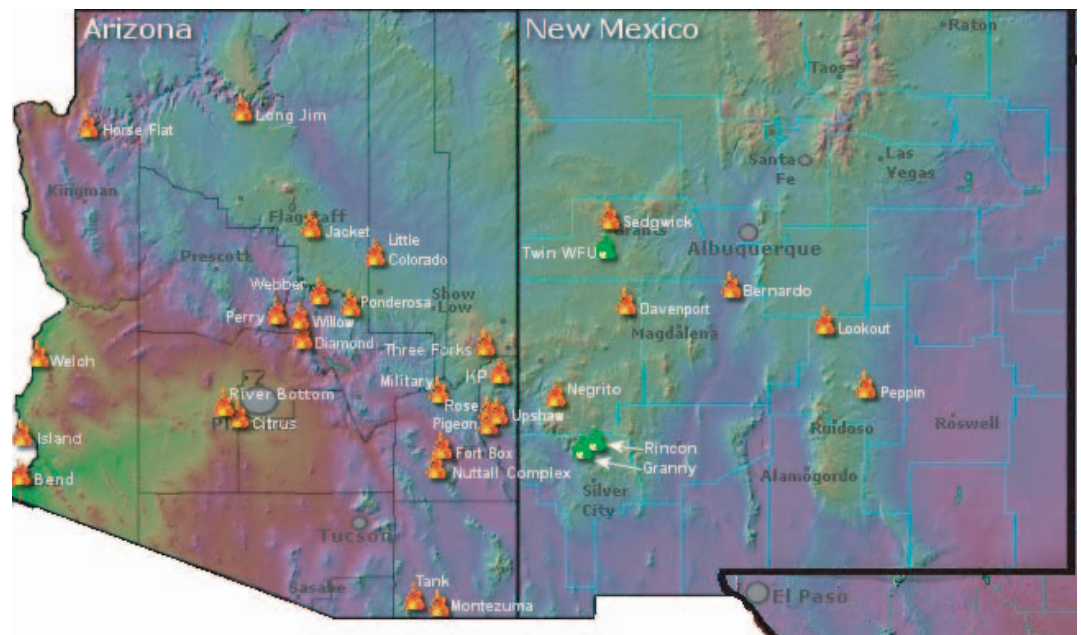 Arizona
New Mexico
Raton
Taos
Long Jim
Horse Flat
Santa
Fe
Las
Vegas
Kingman
Flagstaff
Jacket
Little
Colorado
Sedgwick
Grants
Twin WFU
Albuquerque
Prescott
Webber
Ponderosa
Show
Low
Bernardo
Davenport
Perry
Willow
Magdalena
Lookout
Diamond
Three Forks
Welch
KP
Military
Negrito
Peppin
River Bottom
Rose
Upshaw
Citrus
Pigeon
Ruidoso
Roswell
Island
Fort Box
Rincon
Nuttall Complex
Granny
Bend
Alamogordo
Silver
City
Tucson
Sasabe
Tank
Montezuma
El Paso